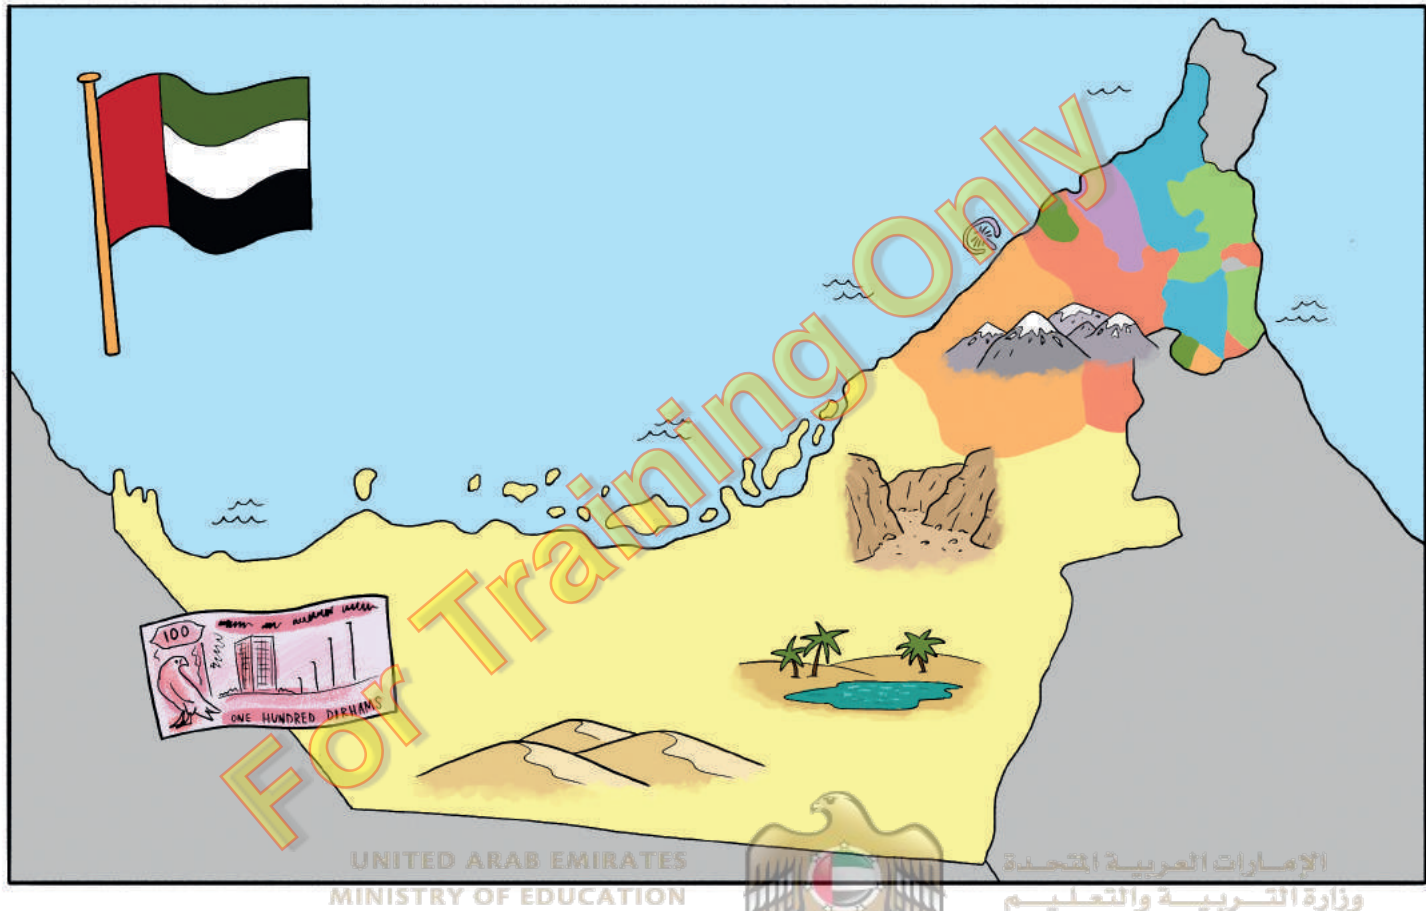 For Training Only
100
ONE HUNDRED DIRHAMS
UNITED ARAB EMIRATES
MINISTRY OF EDUCATION
الإمارات العربية المتحدة
وزارة التربية والتعليم